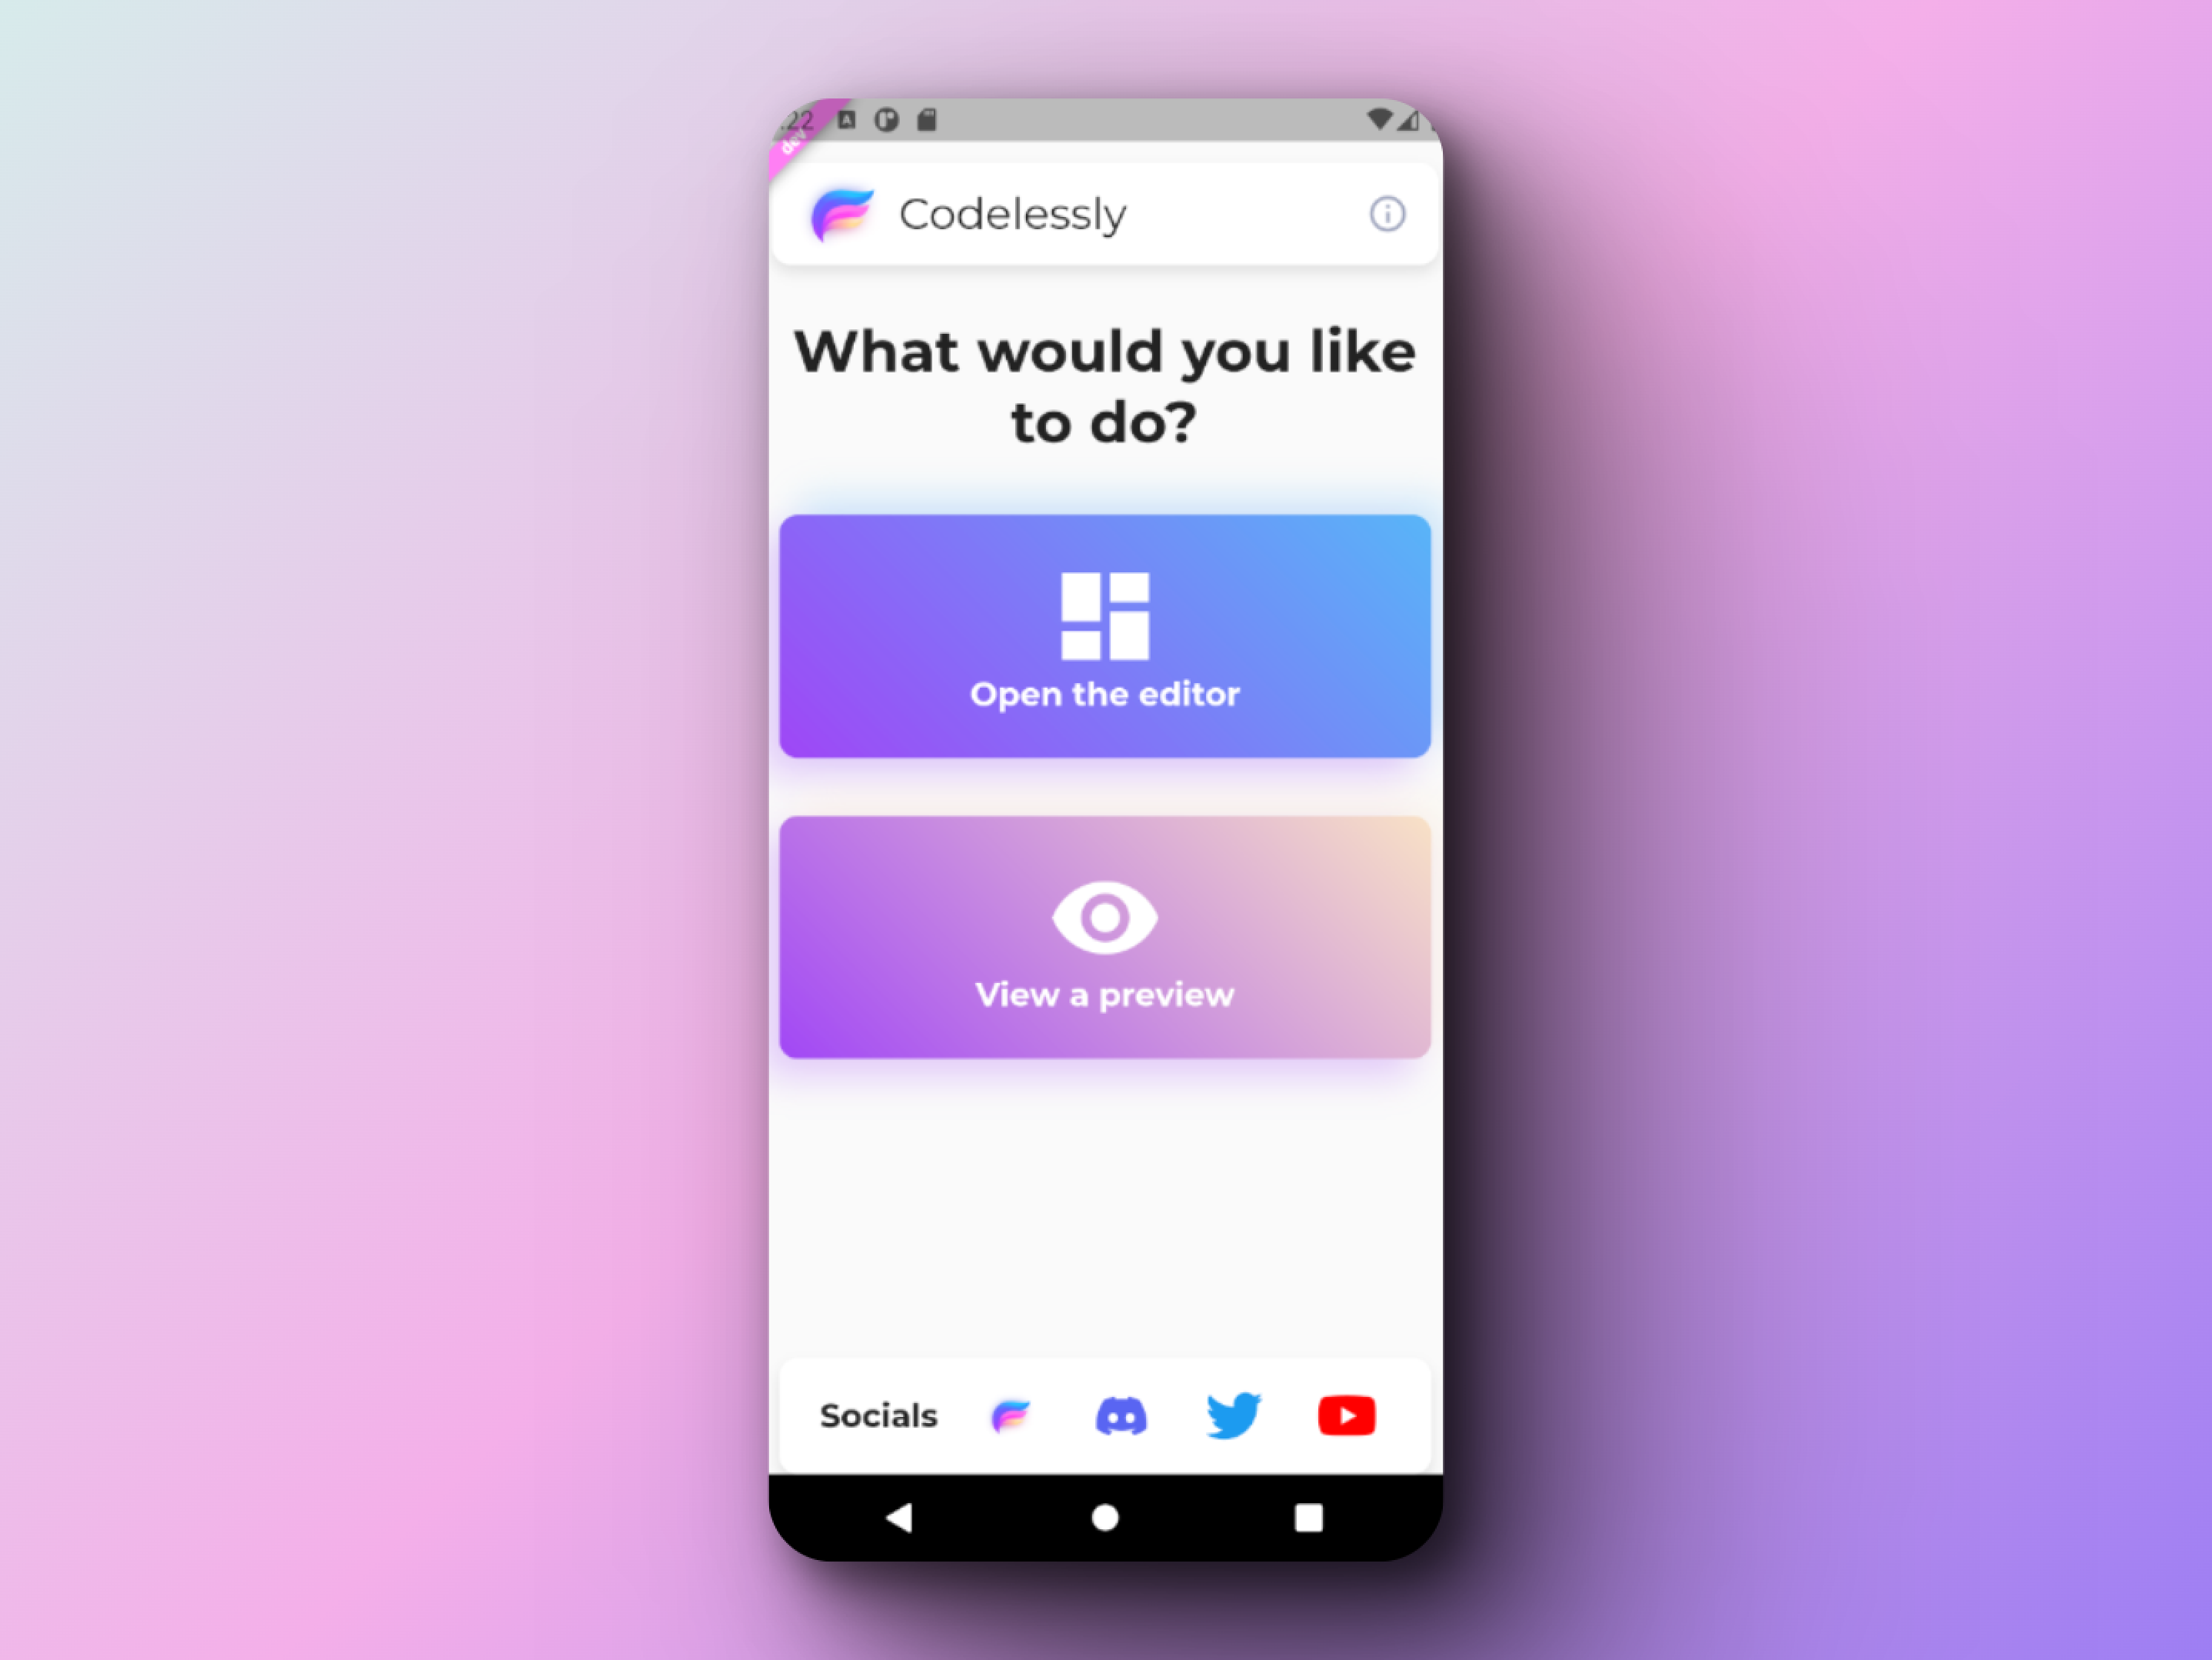 :22
dev
Codelessly
What would you like
to do?
Open the editor
View a preview
Socials